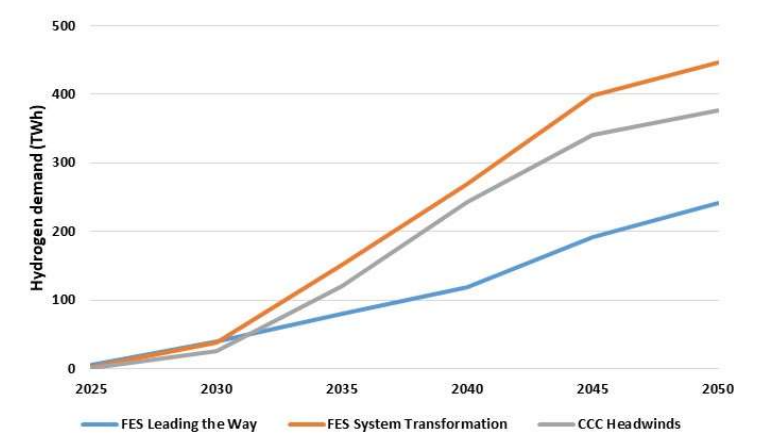 500
400
300
200
100
0
Hydrogen demand (TWh)
2025 2030 2035 2040 2045 2050
FES Leading the Way FES System Transformation CCC Headwinds